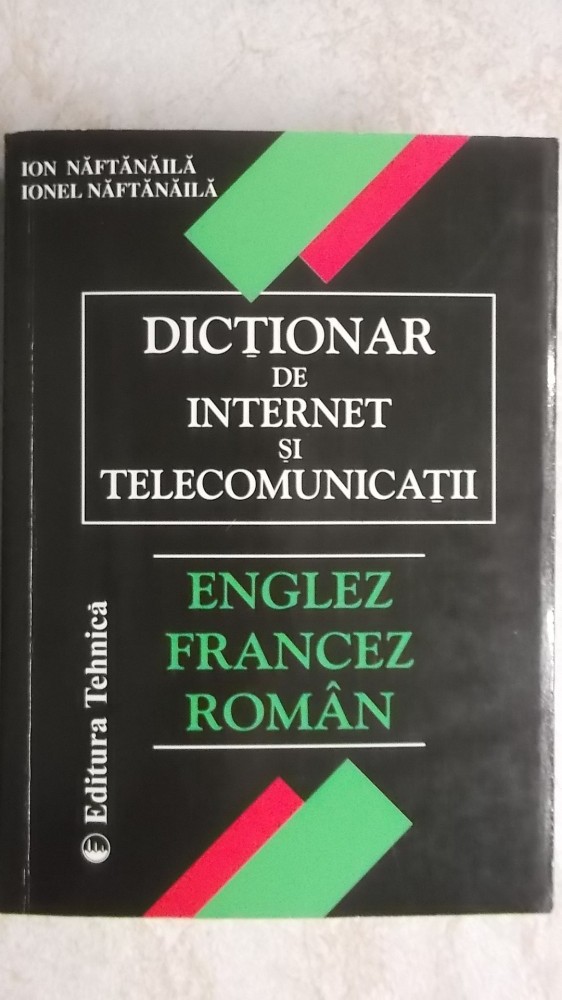 ION NĂFTĂNĂILĂ
IONEL NĂFTĂNĂILĂ
DICȚIONAR
DE
INTERNET
ȘI
TELECOMUNICAȚII
ENGLEZ
FRANCEZ
ROMÂN
Editura Tehnică